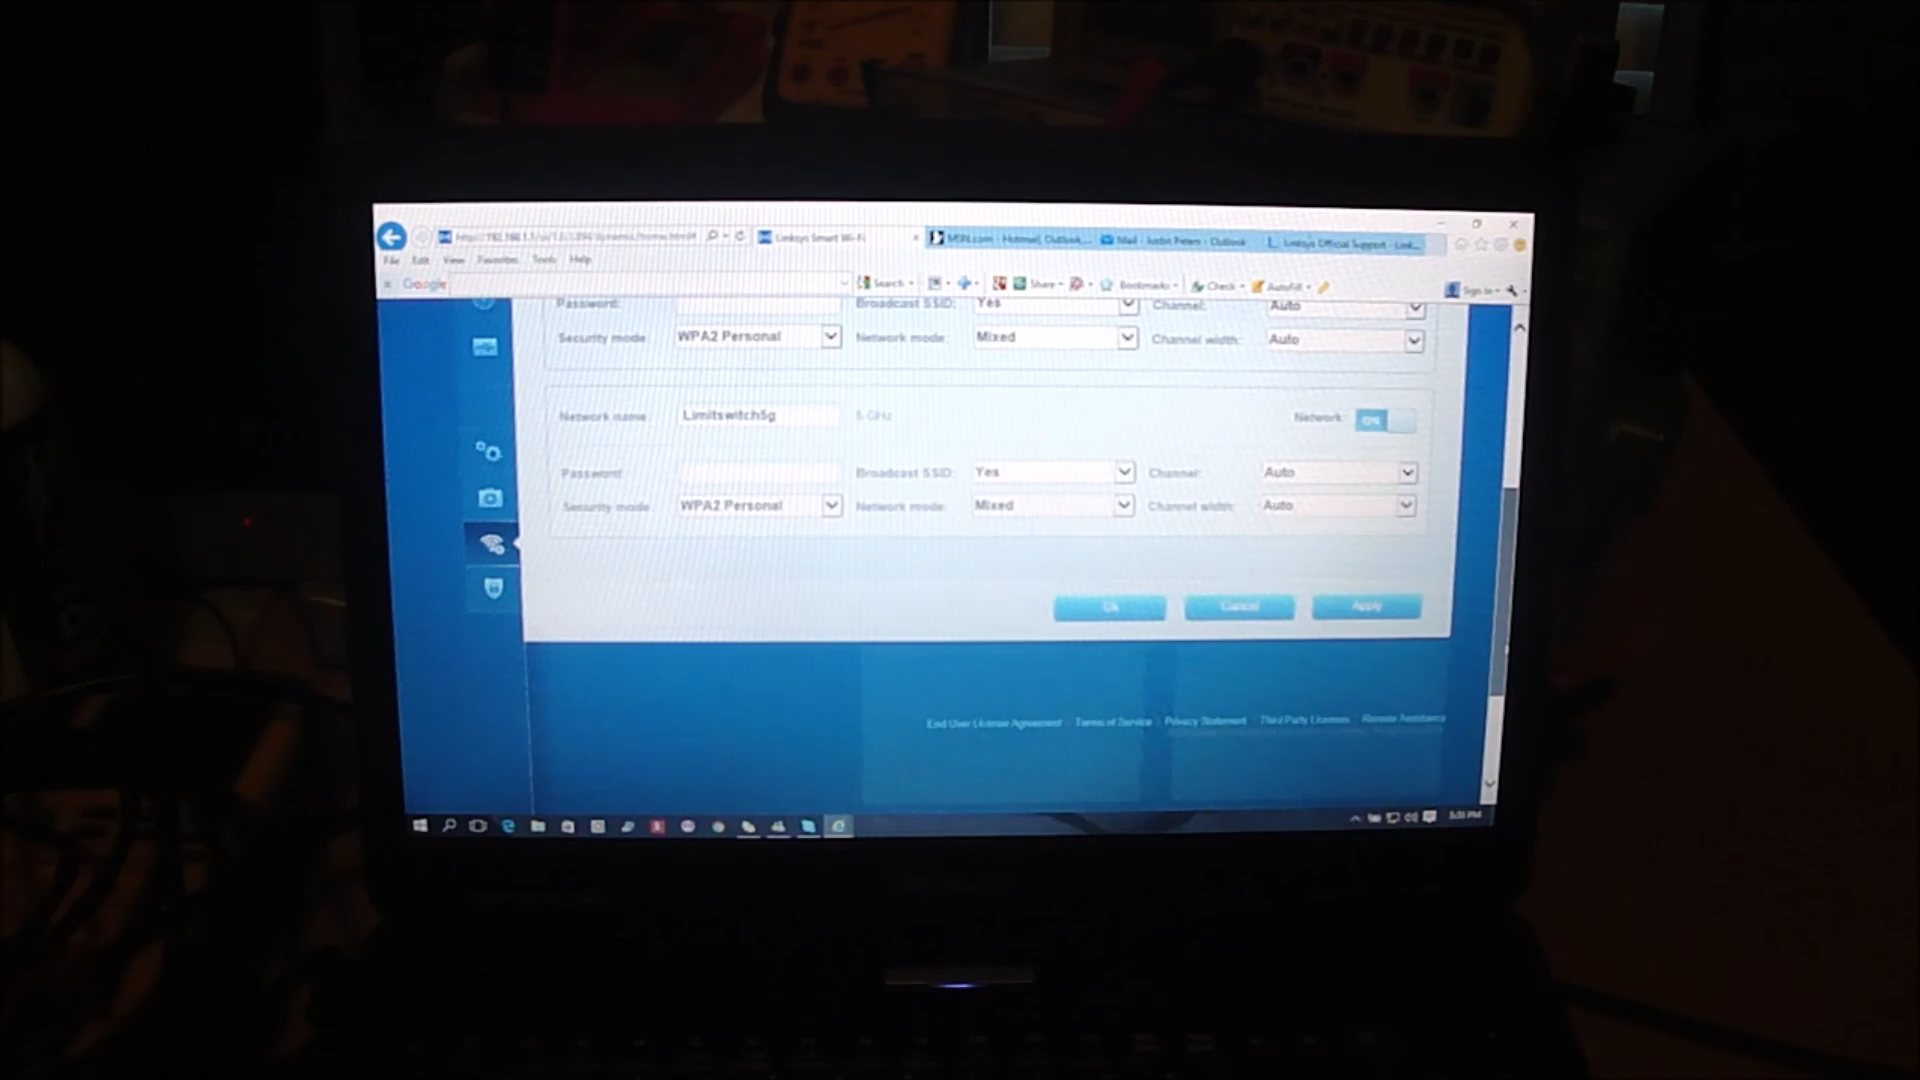 Linksys Smart Wi-Fi
MSN.com - Hotmail, Outlook,...
Mail - Justin Peters - Outlook
Linksys Official Support - Link...
File Edit View Favorites Tools Help
Google
Search Share Bookmarks Check AutoFill Sign In
Password: Broadcast SSID: Yes Channel: Auto
Security mode: WPA2 Personal Network mode: Mixed Channel width: Auto
Network name: Limitswitch5g 5 GHz Network: ON
Password: Broadcast SSID: Yes Channel: Auto
Security mode: WPA2 Personal Network mode: Mixed Channel width: Auto
Ok Cancel Apply
End User License Agreement Terms of Service Privacy Statement Third Party Licenses Remote Assistance